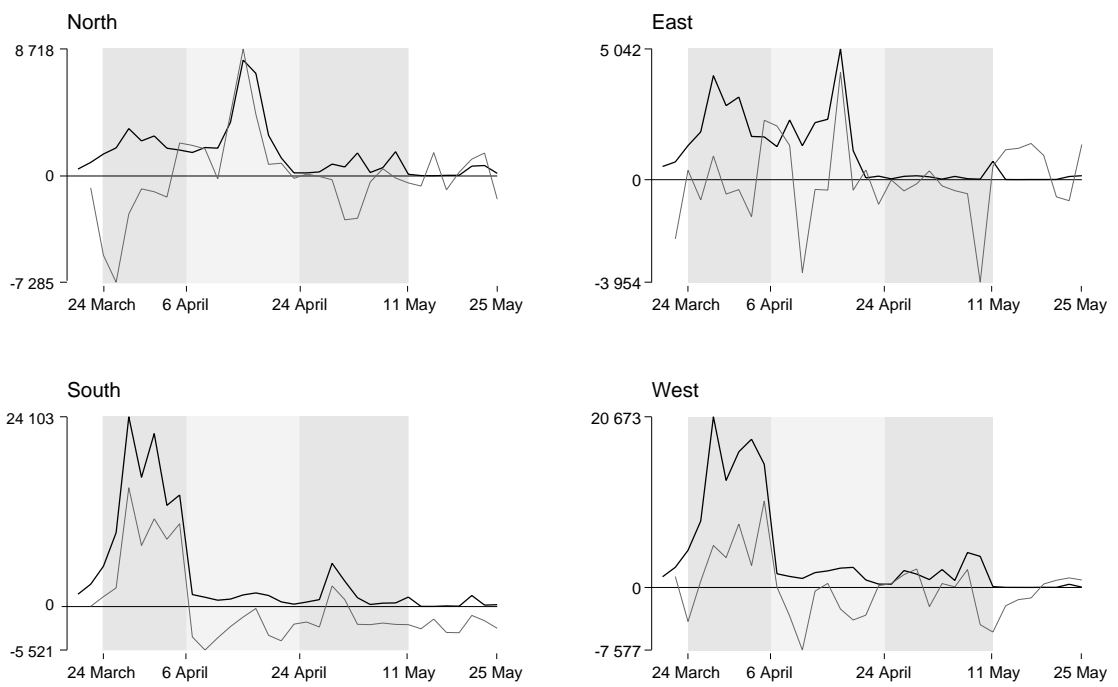 North
8 718
0
-7 285
24 March 6 April 24 April 11 May 25 May
East
5 042
0
-3 954
24 March 6 April 24 April 11 May 25 May
South
24 103
0
-5 521
24 March 6 April 24 April 11 May 25 May
West
20 673
0
-7 577
24 March 6 April 24 April 11 May 25 May